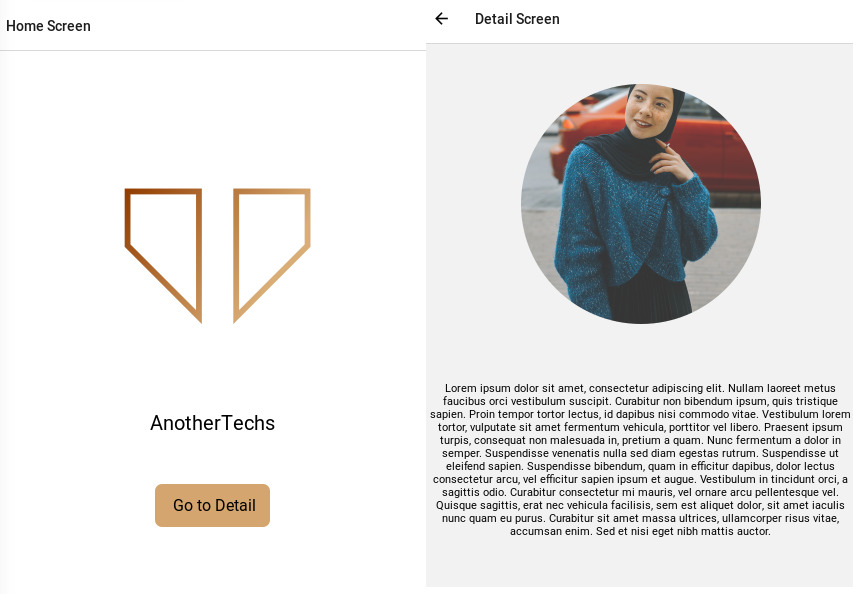 Home Screen
AnotherTechs
Go to Detail
Detail Screen
Lorem ipsum dolor sit amet, consectetur adipiscing elit. Nullam laoreet metus
faucibus orci vestibulum suscipit. Curabitur non bibendum ipsum, quis tristique
sapien. Proin tempor tortor lectus, id dapibus nisi commodo vitae. Vestibulum lorem
tortor, vulputate sit amet fermentum vehicula, porttitor vel libero. Praesent ipsum
turpis, consequat non malesuada in, pretium a quam. Nunc fermentum a dolor in
semper. Suspendisse venenatis nulla sed diam egestas rutrum. Suspendisse ut
eleifend sapien. Suspendisse bibendum, quam in efficitur dapibus, dolor lectus
consectetur arcu, vel efficitur sapien ipsum et augue. Vestibulum in tincidunt orci, a
sagittis odio. Curabitur consectetur mi mauris, vel ornare arcu pellentesque vel.
Quisque sagittis, erat nec vehicula facilisis, sem est aliquet dolor, sit amet iaculis
nunc quam eu purus. Curabitur sit amet massa ultrices, ullamcorper risus vitae,
accumsan enim. Sed et nisi eget nibh mattis auctor.